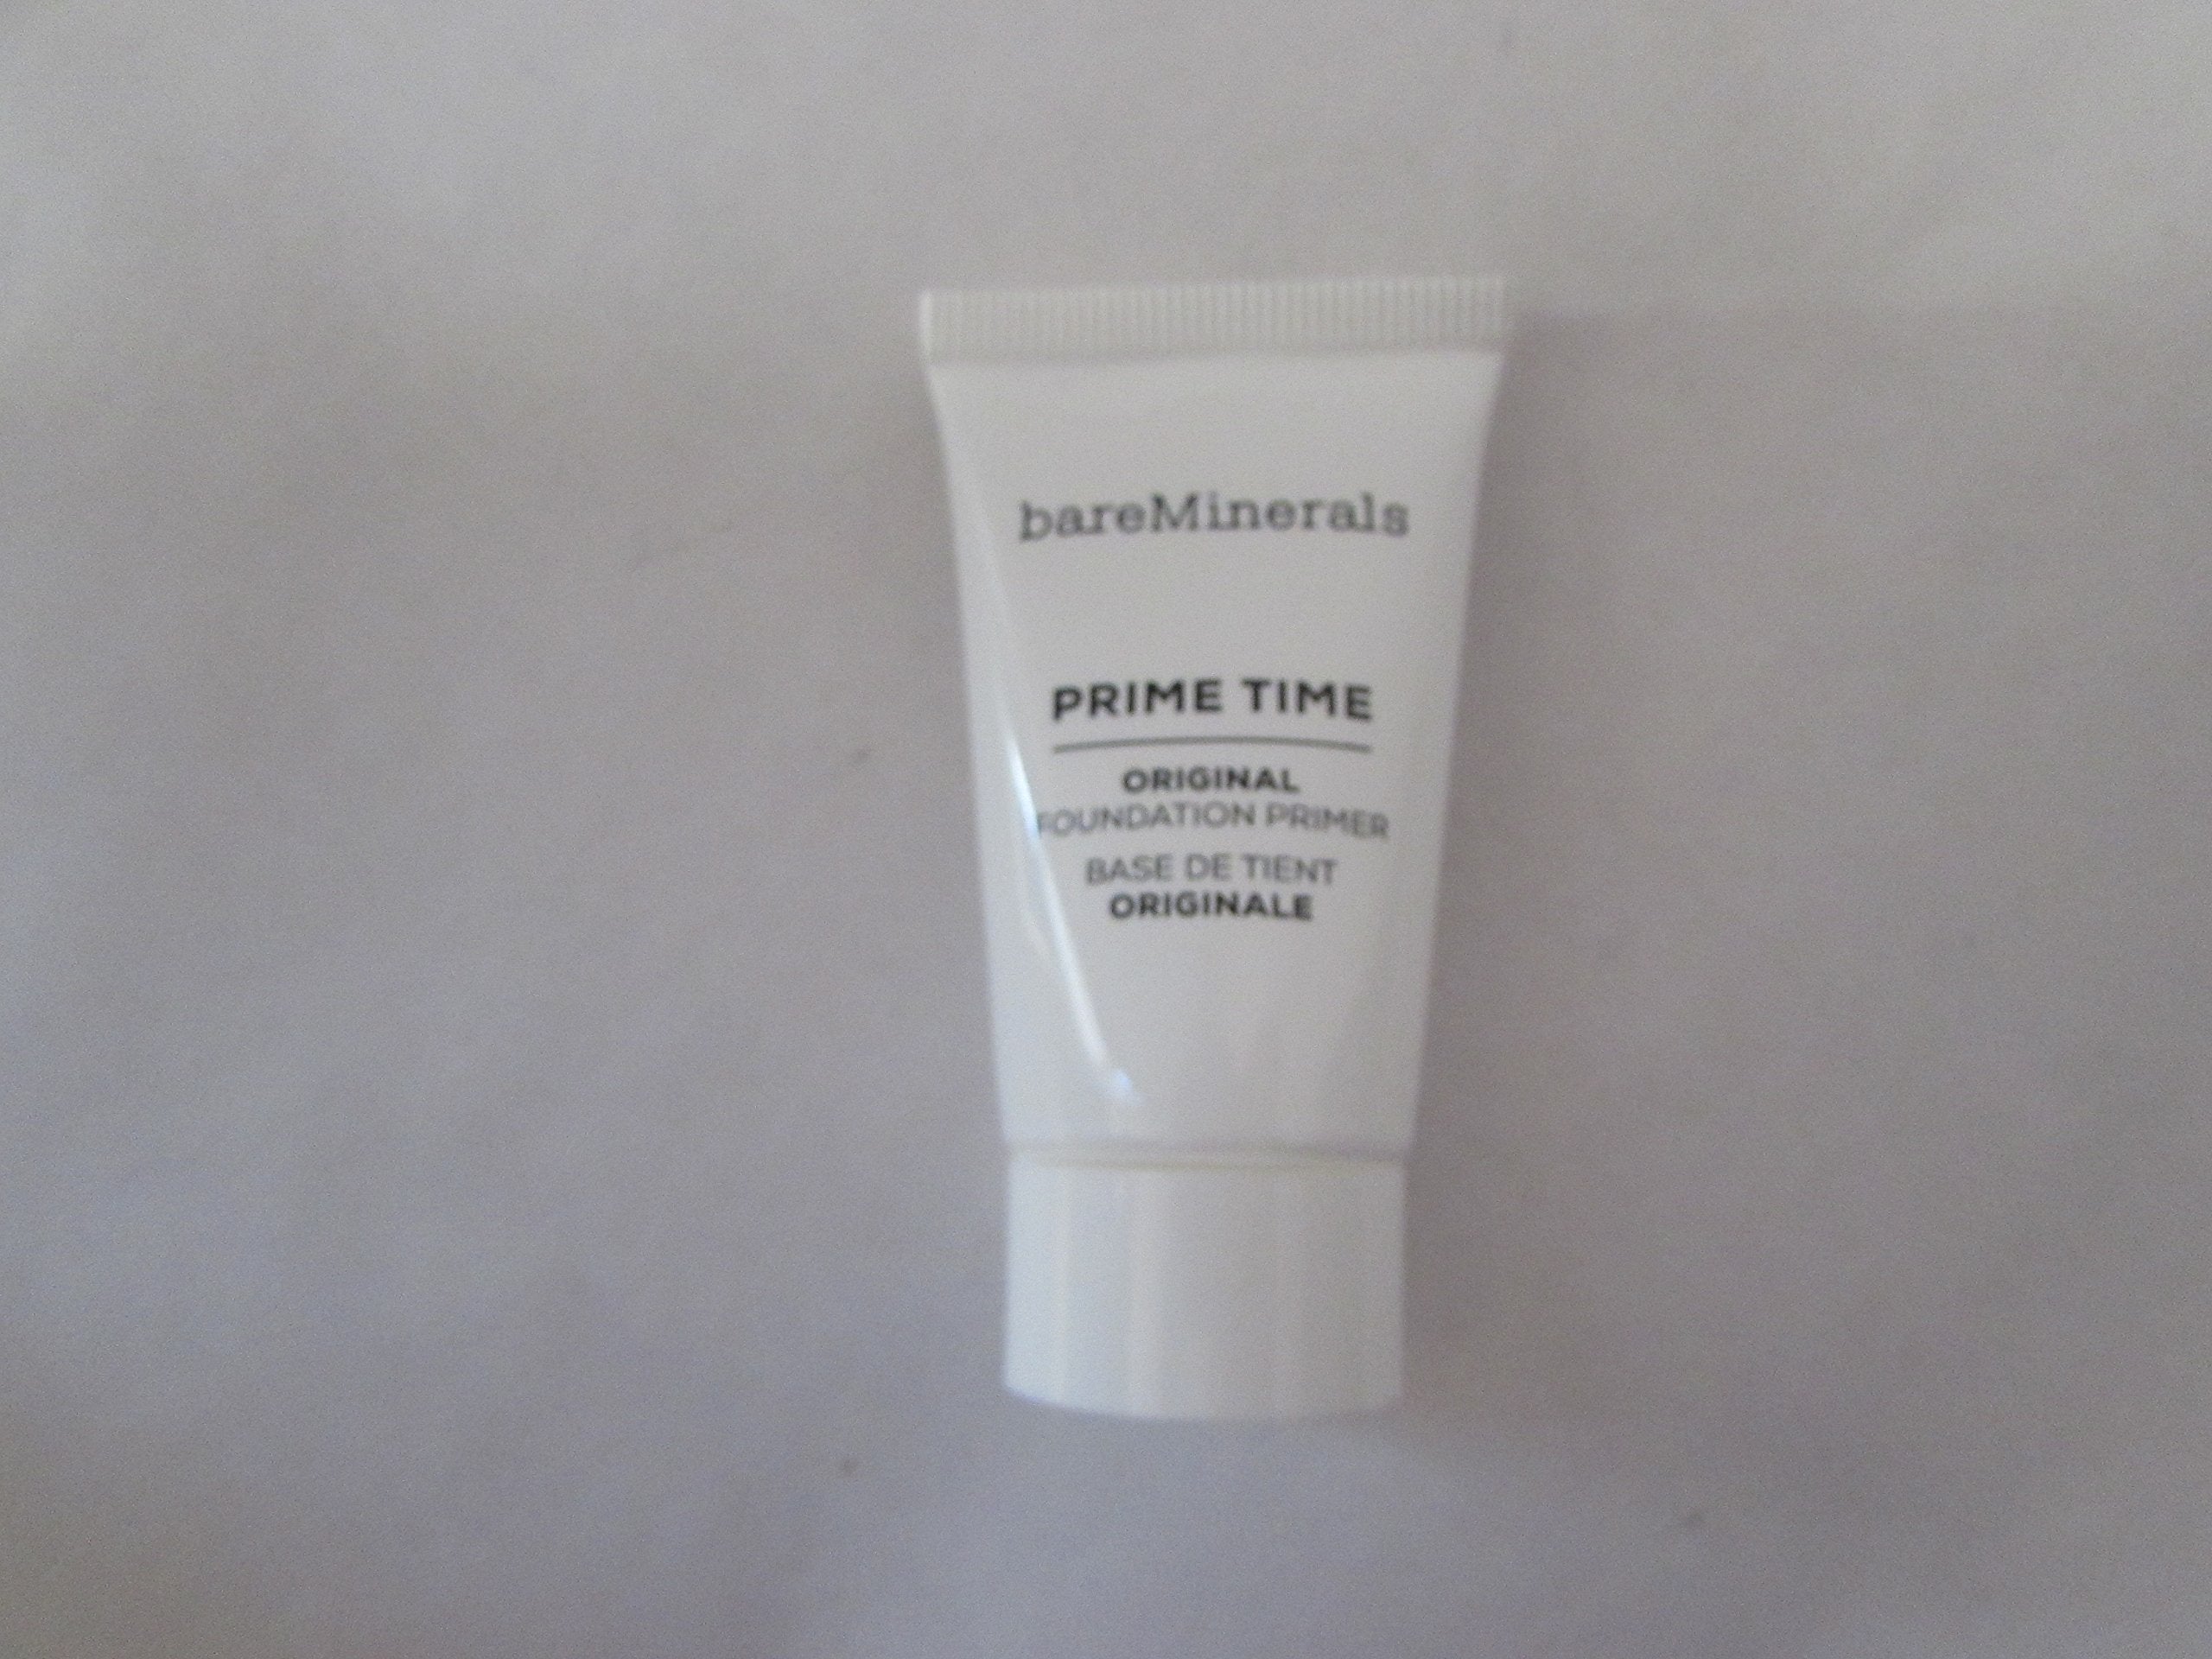 bareMinerals
PRIME TIME
ORIGINAL
FOUNDATION PRIMER
BASE DE TIENT
ORIGINALE